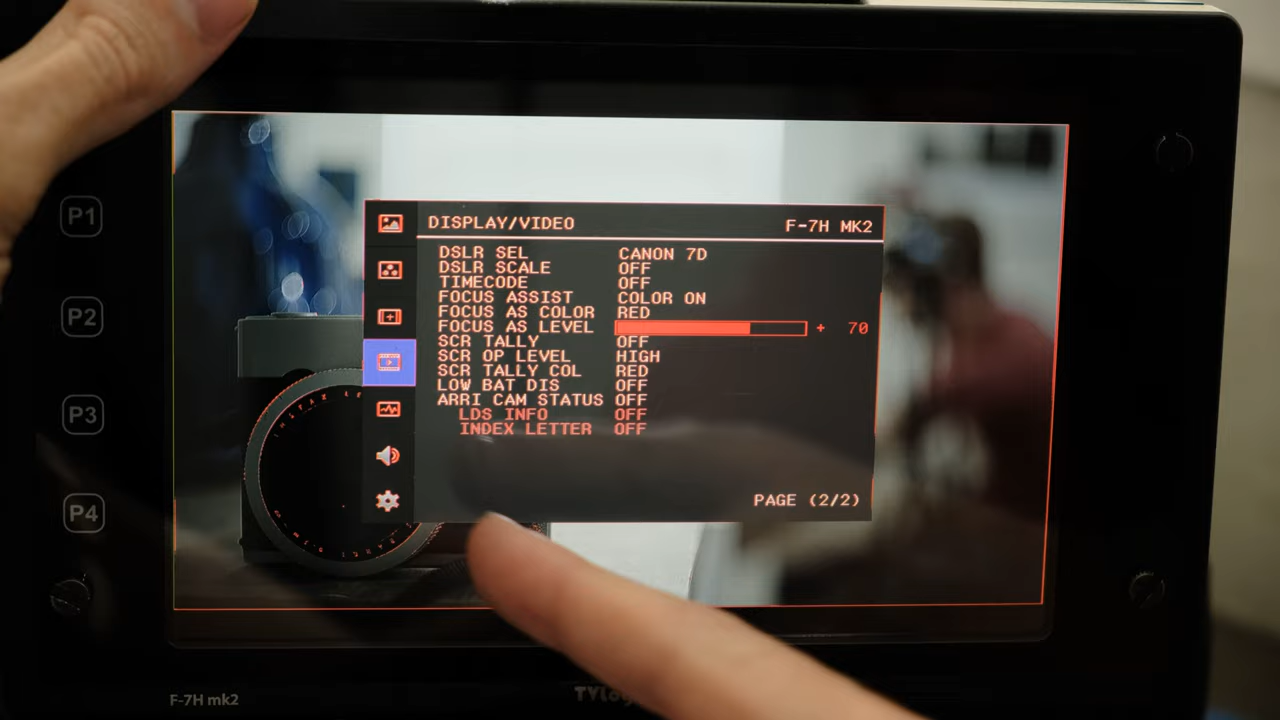 P1
P2
P3
P4
DISPLAY/VIDEO F-7H MK2
DSLR SEL CANON 7D
DSLR SCALE OFF
TIMECODE OFF
FOCUS ASSIST COLOR ON
FOCUS AS COLOR RED
FOCUS AS LEVEL + 70
SCR TALLY OFF
SCR OP LEVEL HIGH
SCR TALLY COL RED
LOW BAT DIS OFF
ARRI CAM STATUS OFF
LDS INFO OFF
INDEX LETTER OFF
PAGE (2/2)
F-7H mk2